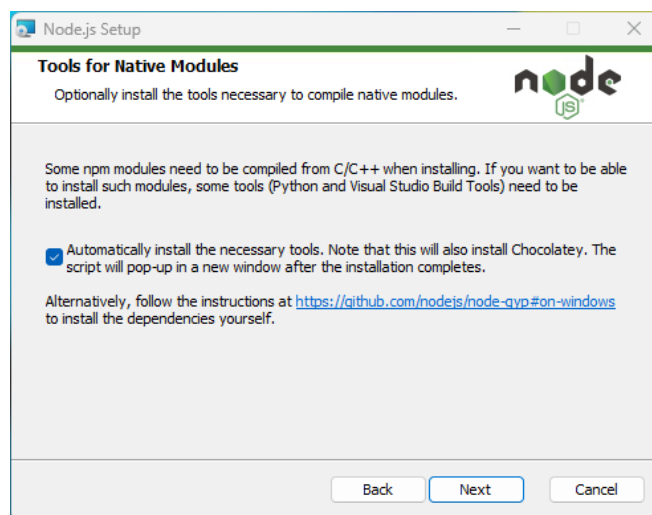 Node.js Setup
Tools for Native Modules
Optionally install the tools necessary to compile native modules.
node
JS
Some npm modules need to be compiled from C/C++ when installing. If you want to be able
to install such modules, some tools (Python and Visual Studio Build Tools) need to be
installed.
Automatically install the necessary tools. Note that this will also install Chocolatey. The
script will pop-up in a new window after the installation completes.
Alternatively, follow the instructions at https://github.com/nodejs/node-gyp#on-windows
to install the dependencies yourself.
Back Next Cancel